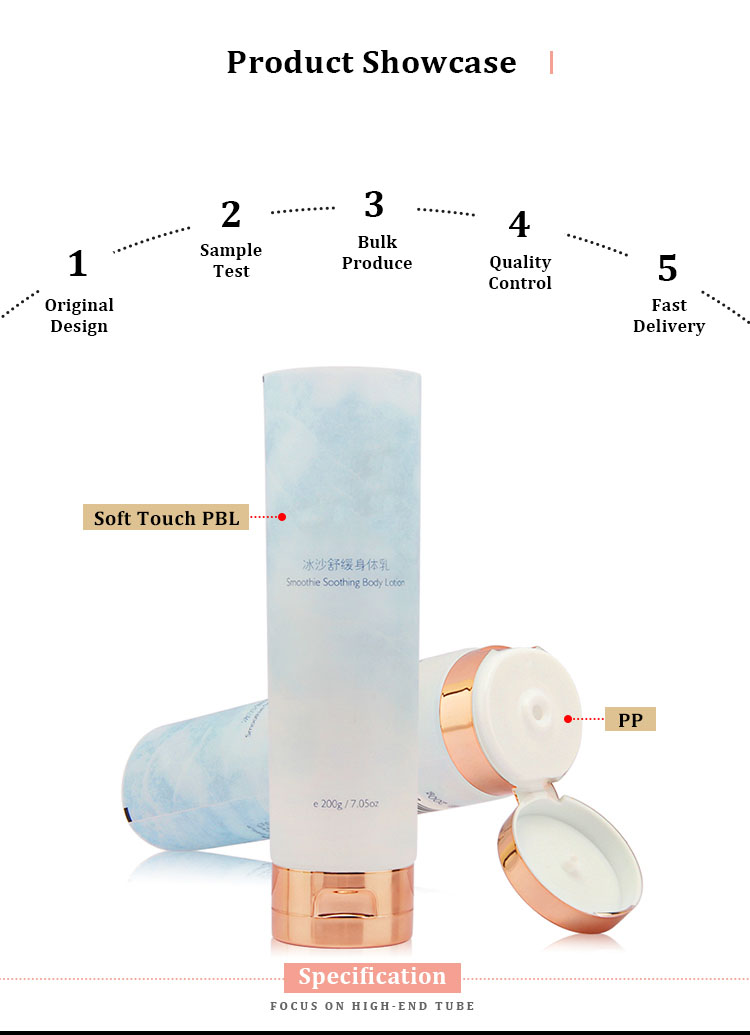 Product Showcase
1
Original
Design
2
Sample
Test
3
Bulk
Produce
4
Quality
Control
5
Fast
Delivery
Soft Touch PBL
冰沙舒缓身体乳
Smoothie Soothing Body Lotion
PP
e 200g / 7.05oz
Specification
FOCUS ON HIGH-END TUBE